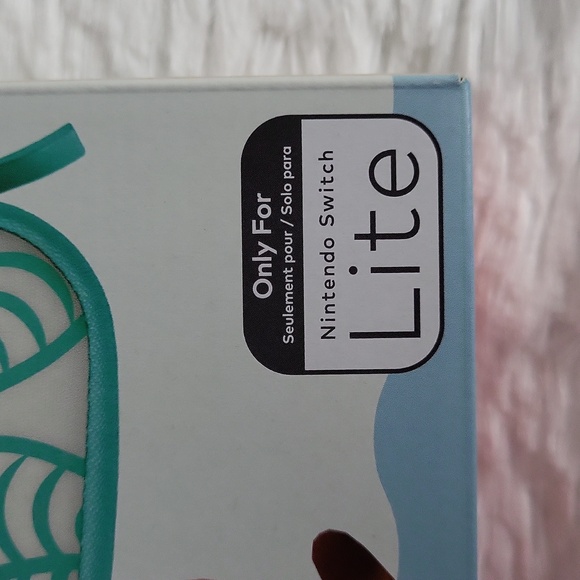 Only For
Seulement pour / Solo para
Nintendo Switch
Lite